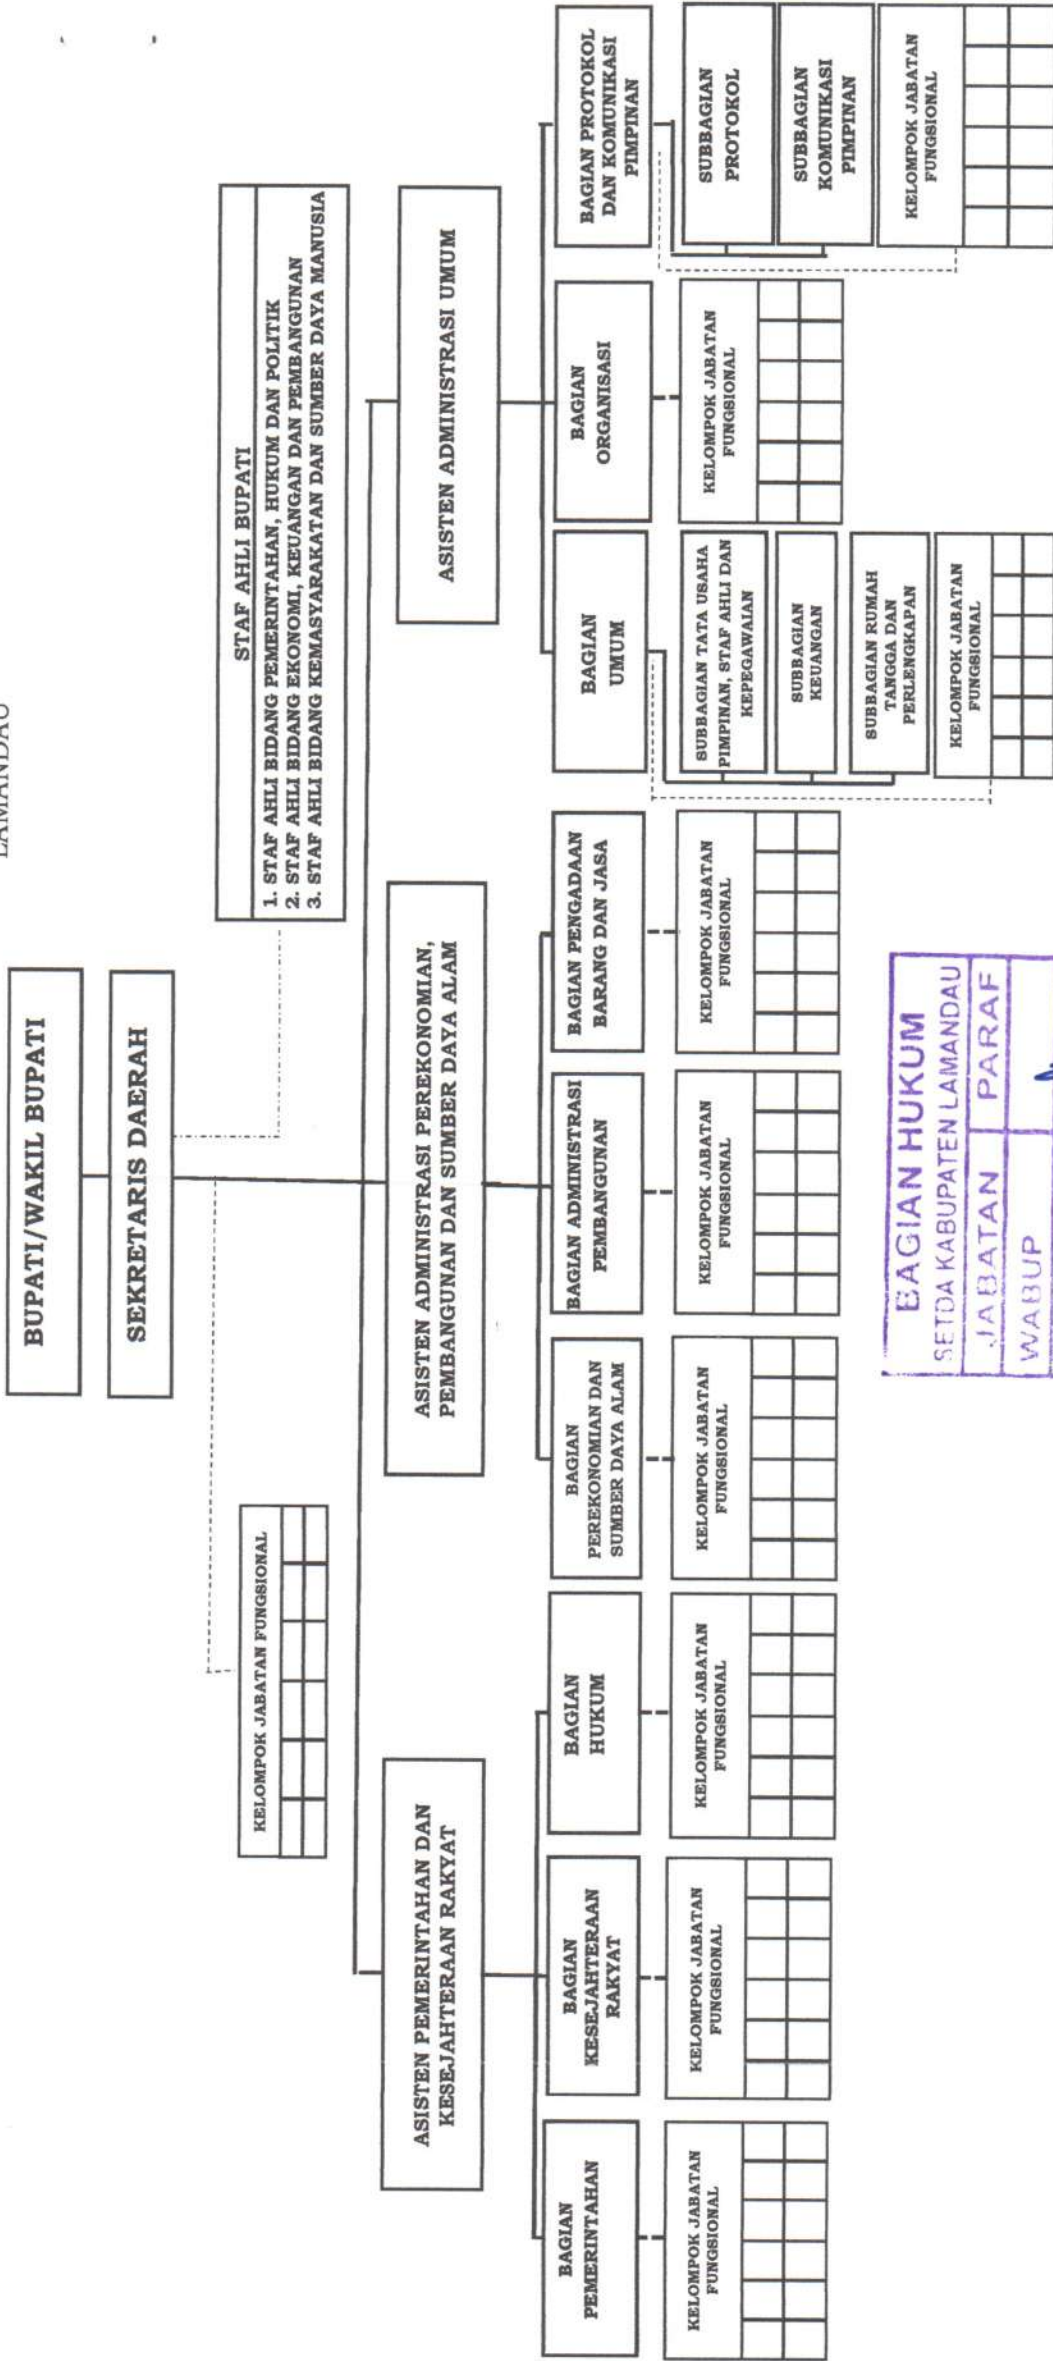 LAMANDAU
BUPATI/WAKIL BUPATI
SEKRETARIS DAERAH
STAF AHLI BUPATI
1. STAF AHLI BIDANG PEMERINTAHAN, HUKUM DAN POLITIK
2. STAF AHLI BIDANG EKONOMI, KEUANGAN DAN PEMBANGUNAN
3. STAF AHLI BIDANG KEMASYARAKATAN DAN SUMBER DAYA MANUSIA
KELOMPOK JABATAN FUNGSIONAL
ASISTEN PEMERINTAHAN DAN
KESEJAHTERAAN RAKYAT
ASISTEN ADMINISTRASI PEREKONOMIAN,
PEMBANGUNAN DAN SUMBER DAYA ALAM
ASISTEN ADMINISTRASI UMUM
BAGIAN
PEMERINTAHAN
BAGIAN
KESEJAHTERAAN
RAKYAT
BAGIAN
HUKUM
BAGIAN
PEREKONOMIAN DAN
SUMBER DAYA ALAM
BAGIAN ADMINISTRASI
PEMBANGUNAN
BAGIAN PENGADAAN
BARANG DAN JASA
BAGIAN
UMUM
BAGIAN
ORGANISASI
BAGIAN PROTOKOL
DAN KOMUNIKASI
PIMPINAN
KELOMPOK JABATAN
FUNGSIONAL
KELOMPOK JABATAN
FUNGSIONAL
KELOMPOK JABATAN
FUNGSIONAL
KELOMPOK JABATAN
FUNGSIONAL
KELOMPOK JABATAN
FUNGSIONAL
KELOMPOK JABATAN
FUNGSIONAL
SUBBAGIAN TATA USAHA
PIMPINAN, STAF AHLI DAN
KEPEGAWAIAN
SUBBAGIAN
KEUANGAN
SUBBAGIAN RUMAH
TANGGA DAN
PERLENGKAPAN
KELOMPOK JABATAN
FUNGSIONAL
KELOMPOK JABATAN
FUNGSIONAL
SUBBAGIAN
PROTOKOL
SUBBAGIAN
KOMUNIKASI
PIMPINAN
KELOMPOK JABATAN
FUNGSIONAL
BAGIAN HUKUM
SETDA KABUPATEN LAMANDAU
JABATAN PARAF
WABUP